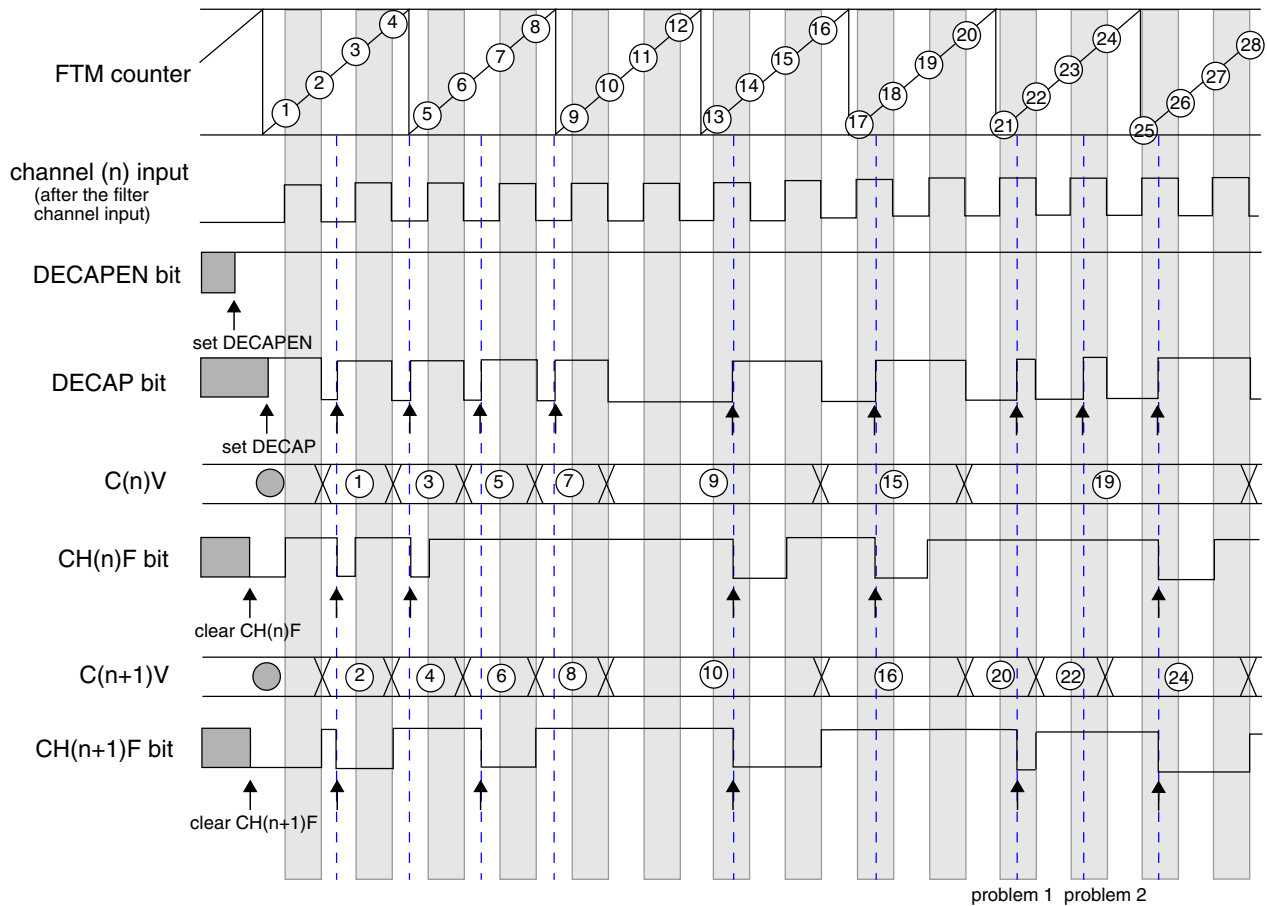 4 8 12 16 20 24 28
3 7 11 15 19 23 27
2 6 10 14 18 22 26
1 5 9 13 17 21 25
FTM counter
channel (n) input
(after the filter
channel input)
DECAPEN bit
set DECAPEN
DECAP bit
set DECAP
C(n)V 1 3 5 7 9 15 19
CH(n)F bit
clear CH(n)F
C(n+1)V 2 4 6 8 10 16 20 22 24
CH(n+1)F bit
clear CH(n+1)F
problem 1 problem 2